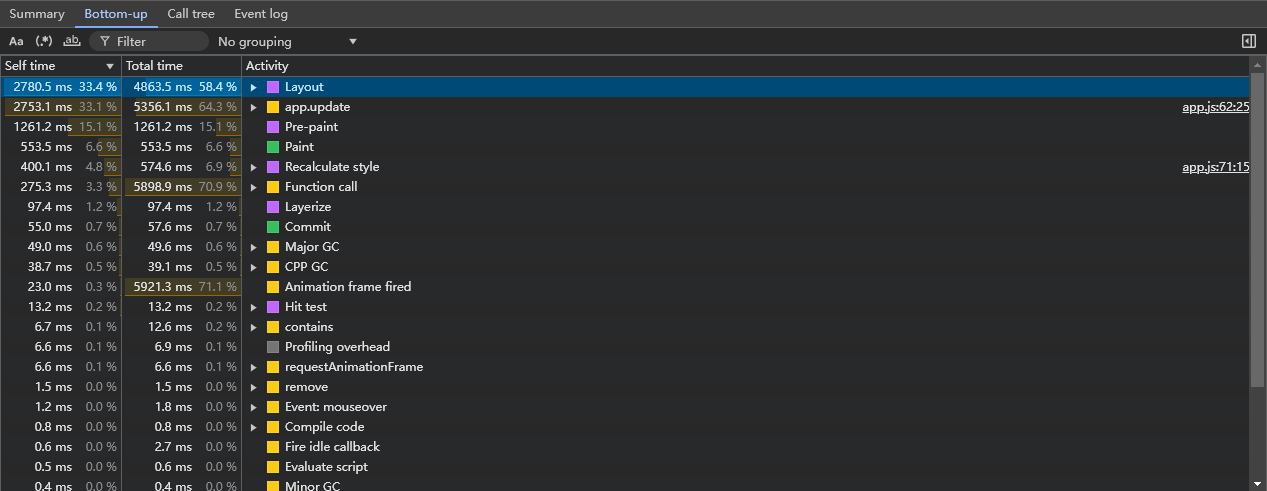 Summary Bottom-up Call tree Event log
Aa (.*) ab Filter No grouping
Self time Total time Activity
2780.5 ms 33.4 % 4863.5 ms 58.4 % Layout
2753.1 ms 33.1 % 5356.1 ms 64.3 % app.update app.js:62:25
1261.2 ms 15.1 % 1261.2 ms 15.1 % Pre-paint
553.5 ms 6.6 % 553.5 ms 6.6 % Paint
400.1 ms 4.8 % 574.6 ms 6.9 % Recalculate style app.js:71:15
275.3 ms 3.3 % 5898.9 ms 70.9 % Function call
97.4 ms 1.2 % 97.4 ms 1.2 % Layerize
55.0 ms 0.7 % 57.6 ms 0.7 % Commit
49.0 ms 0.6 % 49.6 ms 0.6 % Major GC
38.7 ms 0.5 % 39.1 ms 0.5 % CPP GC
23.0 ms 0.3 % 5921.3 ms 71.1 % Animation frame fired
13.2 ms 0.2 % 13.2 ms 0.2 % Hit test
6.7 ms 0.1 % 12.6 ms 0.2 % contains
6.6 ms 0.1 % 6.9 ms 0.1 % Profiling overhead
6.6 ms 0.1 % 6.6 ms 0.1 % requestAnimationFrame
1.5 ms 0.0 % 1.5 ms 0.0 % remove
1.2 ms 0.0 % 1.8 ms 0.0 % Event: mouseover
0.8 ms 0.0 % 0.8 ms 0.0 % Compile code
0.6 ms 0.0 % 2.7 ms 0.0 % Fire idle callback
0.5 ms 0.0 % 0.6 ms 0.0 % Evaluate script
0.4 ms 0.0 % 0.4 ms 0.0 % Minor GC